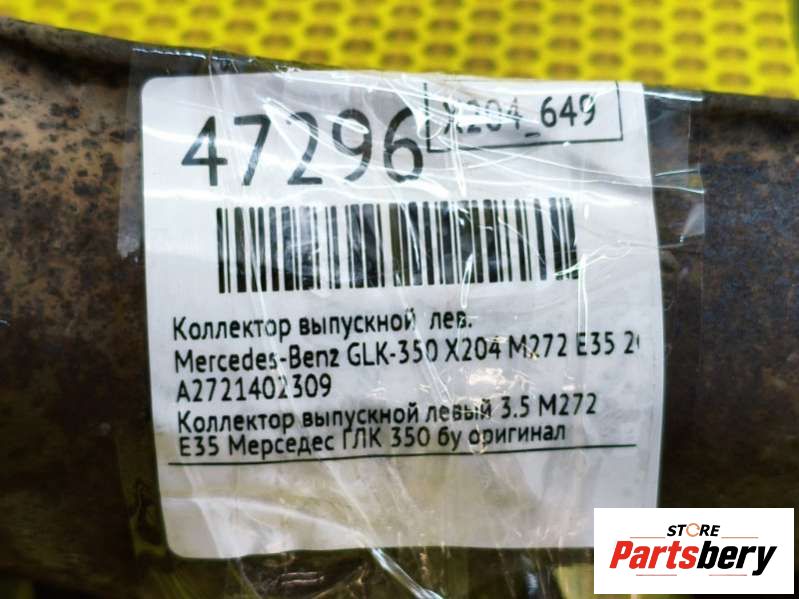 47296
X204_649
Коллектор выпускной лев.
Mercedes-Benz GLK-350 X204 M272 E35
A2721402309
Коллектор выпускной левый 3.5 M272
E35 Мерседес ГЛК 350 бу оригинал
STORE
Partsbery